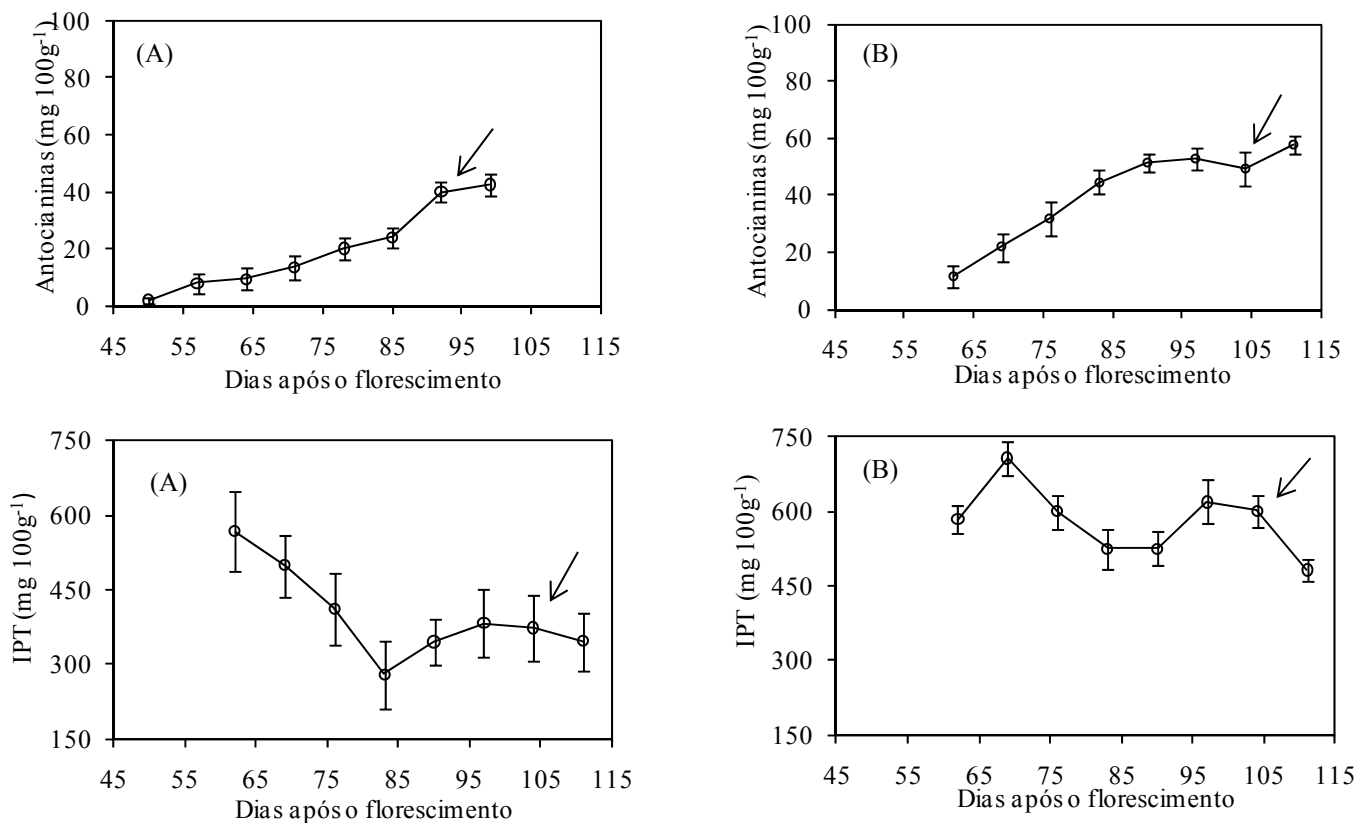 Antocianinas (mg 100g-1)
100
80
60
40
20
0
(A)
45 55 65 75 85 95 105 115
Dias após o florescimento
Antocianinas (mg 100g-1)
100
80
60
40
20
0
(B)
45 55 65 75 85 95 105 115
Dias após o florescimento
IPT (mg 100g-1)
750
600
450
300
150
(A)
45 55 65 75 85 95 105 115
Dias após o florescimento
IPT (mg 100g-1)
750
600
450
300
150
(B)
45 55 65 75 85 95 105 115
Dias após o florescimento